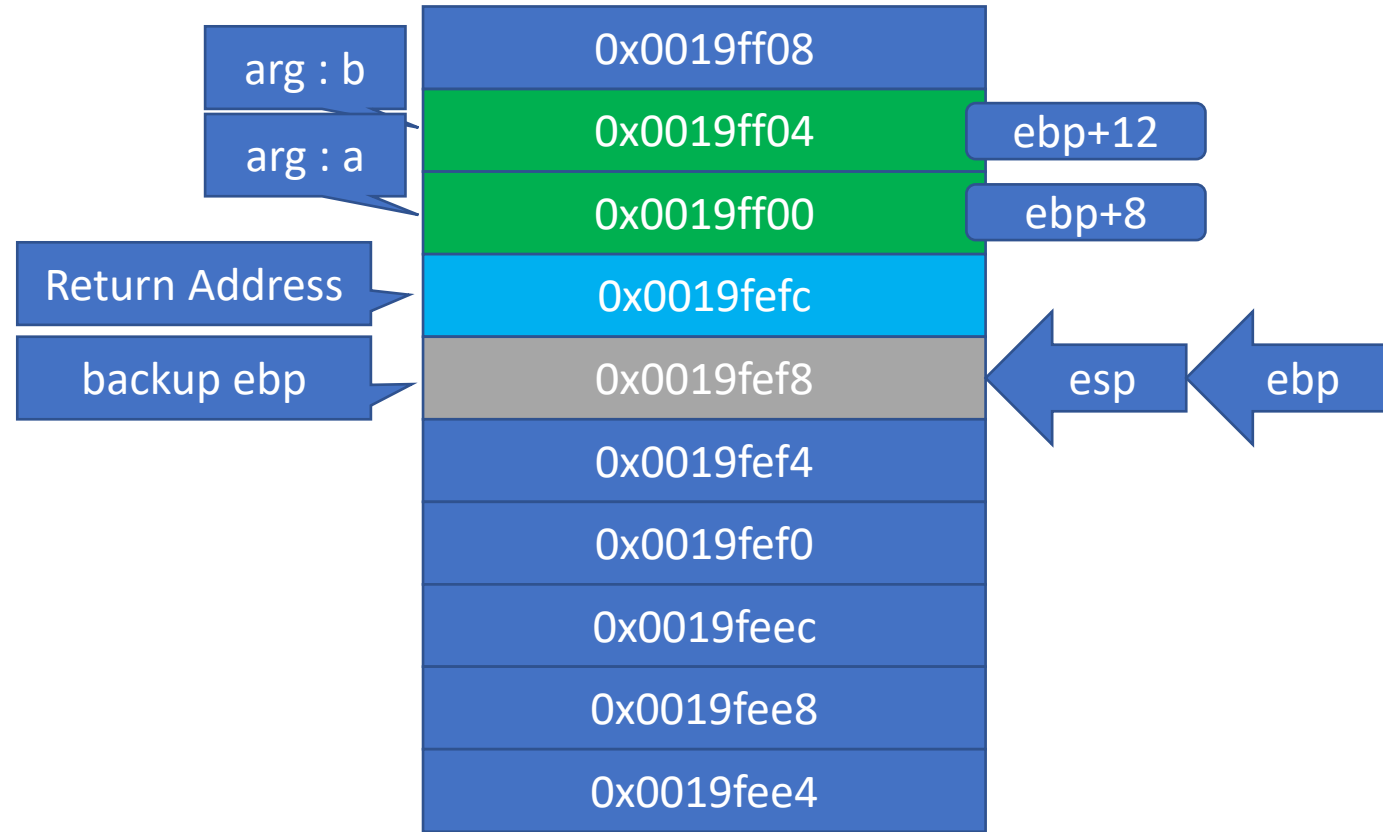 0x0019ff08
arg : b
0x0019ff04
ebp+12
arg : a
0x0019ff00
ebp+8
Return Address
0x0019fefc
backup ebp
0x0019fef8
esp
ebp
0x0019fef4
0x0019fef0
0x0019feec
0x0019fee8
0x0019fee4